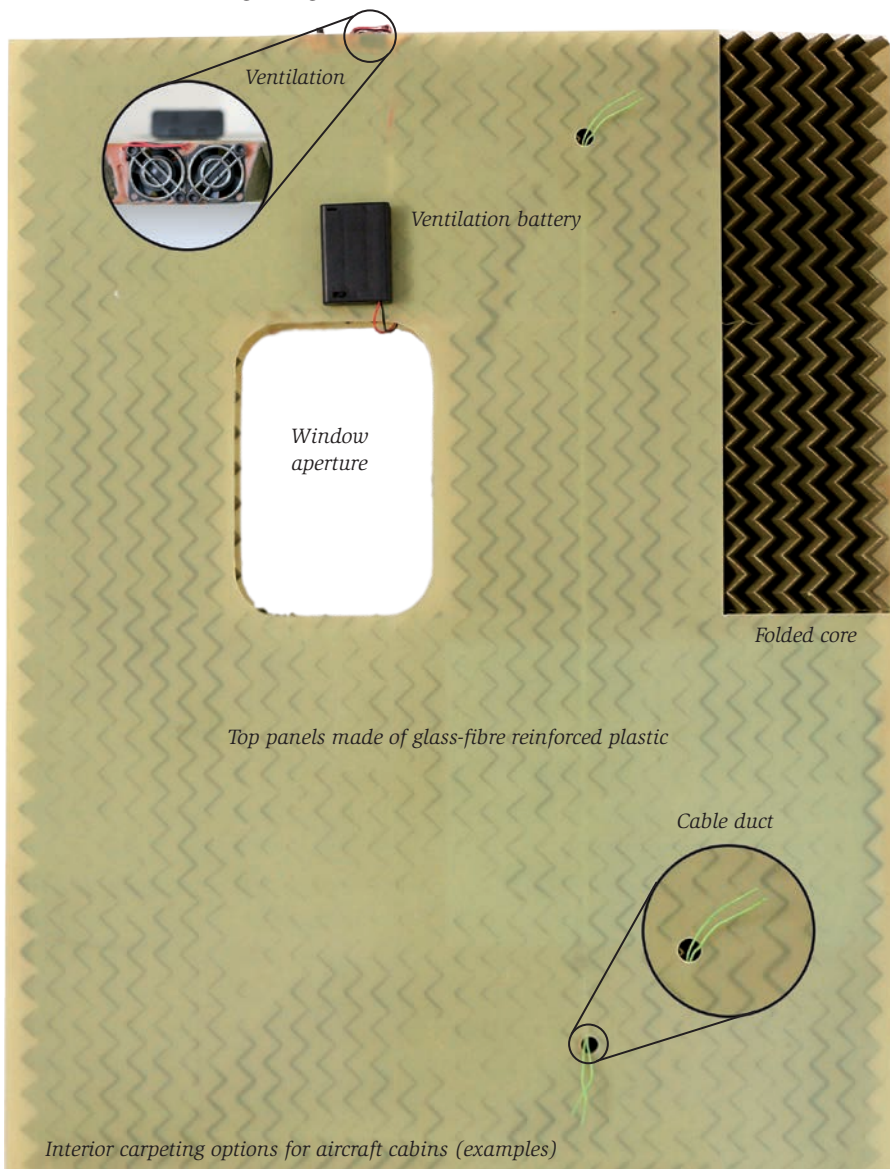 Ventilation
Ventilation battery
Window
aperture
Folded core
Top panels made of glass-fibre reinforced plastic
Cable duct
Interior carpeting options for aircraft cabins (examples)